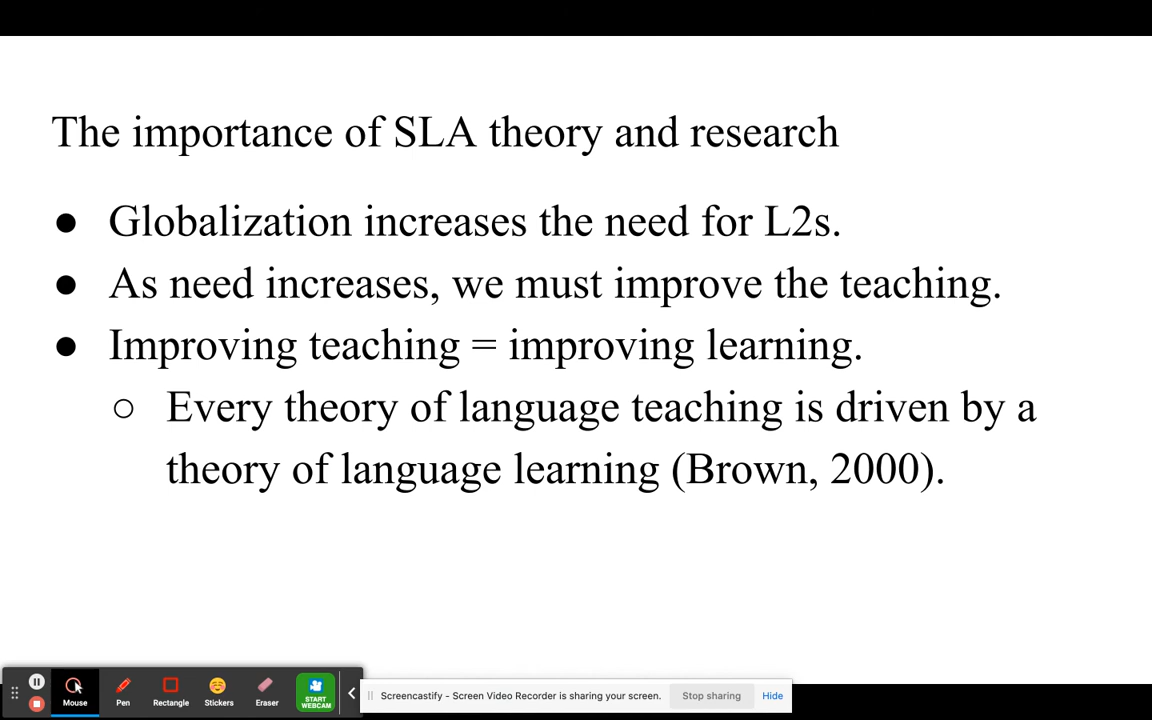 The importance of SLA theory and research
● Globalization increases the need for L2s.
● As need increases, we must improve the teaching.
● Improving teaching = improving learning.
○ Every theory of language teaching is driven by a
theory of language learning (Brown, 2000).
Mouse
Pen
Rectangle
Stickers
Eraser
START
WEBCAM
Screencastify - Screen Video Recorder is sharing your screen.
Stop sharing
Hide